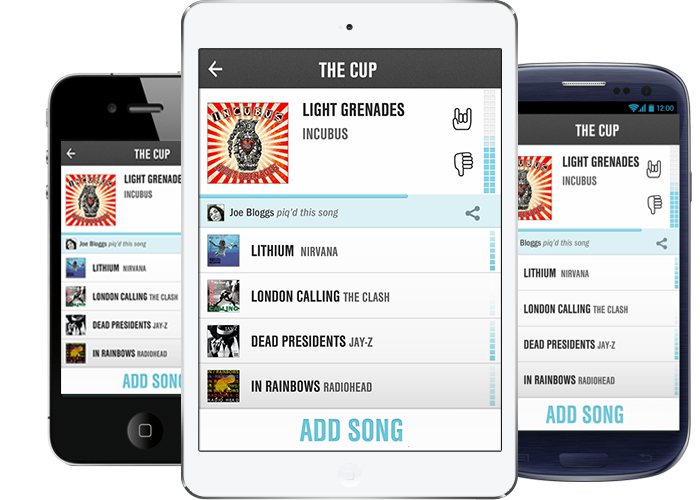 THE CUP
LIGHT GRENADES
INCUBUS
Joe Bloggs piq'd this song
LITHIUM NIRVANA
LONDON CALLING THE CLASH
DEAD PRESIDENTS JAY-Z
IN RAINBOWS RADIOHEAD
ADD SONG
THE CUP
LIGHT GRENADES
INCUBUS
INCUBUS
Joe Bloggs piq'd this song
LITHIUM NIRVANA
LONDON CALLING THE CLASH
DEAD PRESIDENTS JAY-Z
IN RAINBOWS RADIOHEAD
ADD SONG
12:00
THE CUP
LIGHT GRENADES
INCUBUS
Bloggs piq'd this song
LITHIUM NIRVANA
LONDON CALLING THE CLASH
DEAD PRESIDENTS JAY-Z
IN RAINBOWS RADIOHEAD
ADD SONG